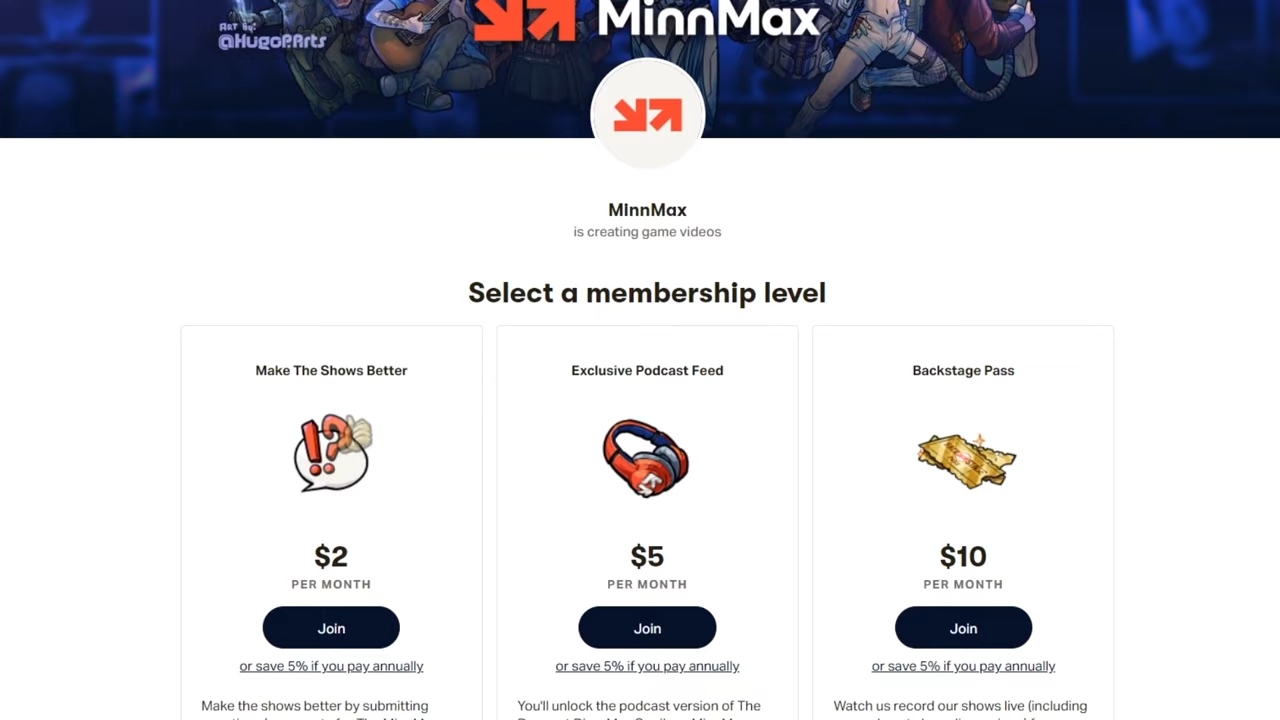 ART BY:
@HugoPArts
MinnMax
MinnMax
is creating game videos
Select a membership level
Make The Shows Better
Exclusive Podcast Feed
Backstage Pass
$2
PER MONTH
Join
or save 5% if you pay annually
$5
PER MONTH
Join
or save 5% if you pay annually
$10
PER MONTH
Join
or save 5% if you pay annually
Make the shows better by submitting
You'll unlock the podcast version of The
Watch us record our shows live (including